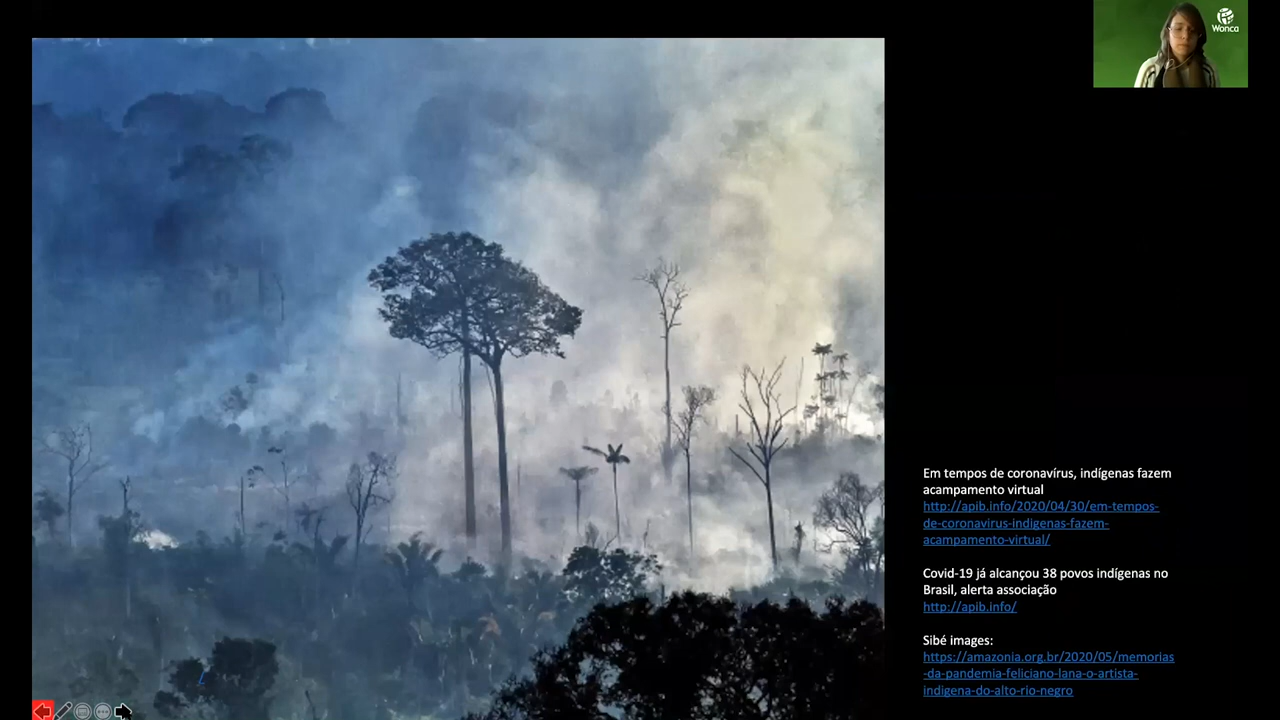 Wonca
Em tempos de coronavírus, indígenas fazem
acampamento virtual
http://apib.info/2020/04/30/em-tempos-
de-coronavirus-indigenas-fazem-
acampamento-virtual/
Covid-19 já alcançou 38 povos indígenas no
Brasil, alerta associação
http://apib.info/
Sibé images:
https://amazonia.org.br/2020/05/memorias
-da-pandemia-feliciano-lana-o-artista-
indigena-do-alto-rio-negro